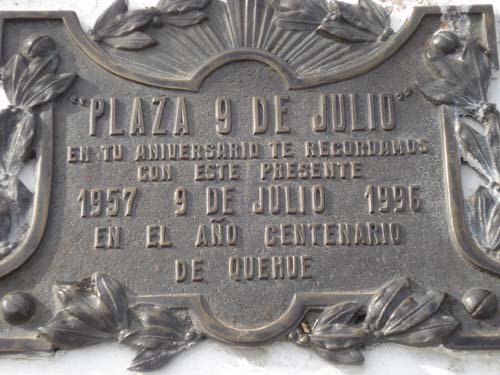 "PLAZA 9 DE JULIO"
EN TU ANIVERSARIO TE RECORDAMOS
CON ESTE PRESENTE
1957 9 DE JULIO 1996
EN EL AÑO CENTENARIO
DE QUEHUE